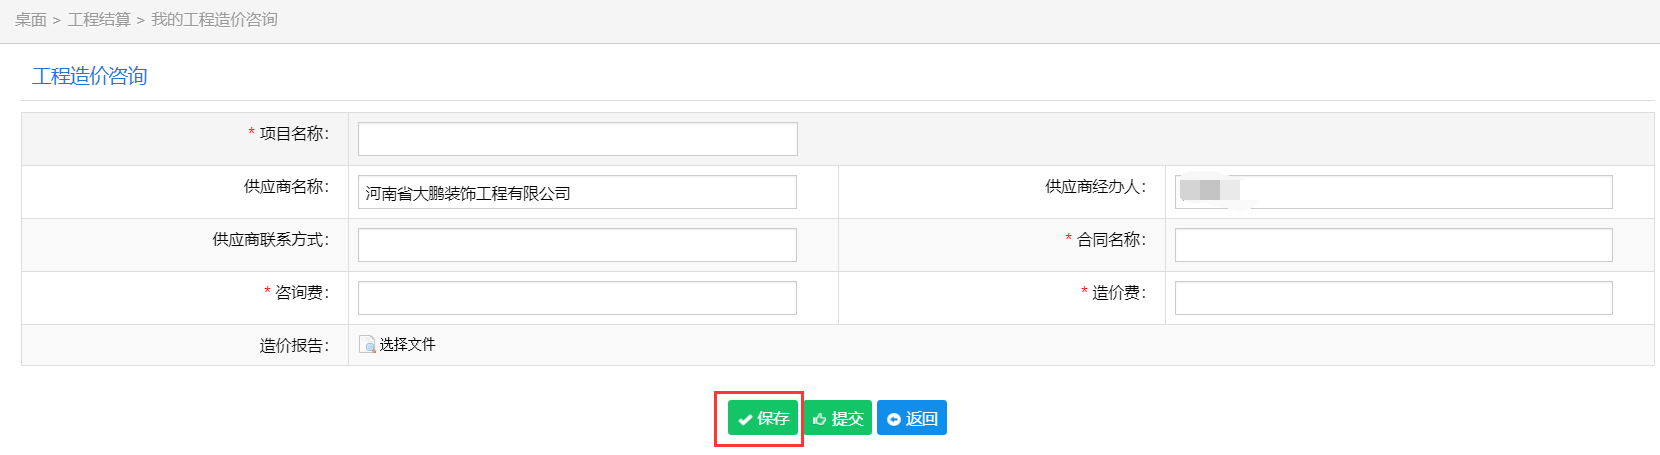 桌面 > 工程结算 > 我的工程造价咨询
工程造价咨询
* 项目名称:
供应商名称: 河南省大鹏装饰工程有限公司 供应商经办人:
供应商联系方式: * 合同名称:
* 咨询费: * 造价费:
造价报告: 选择文件
保存 提交 返回